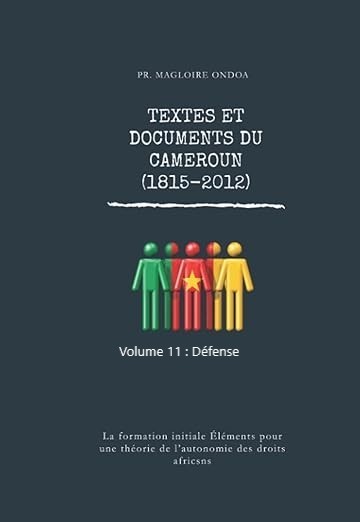 PR. MAGLOIRE ONDOA
TEXTES ET
DOCUMENTS DU
CAMEROUN
(1815-2012)
Volume 11 : Défense
La formation initiale Éléments pour
une théorie de l'autonomie des droits
africsns